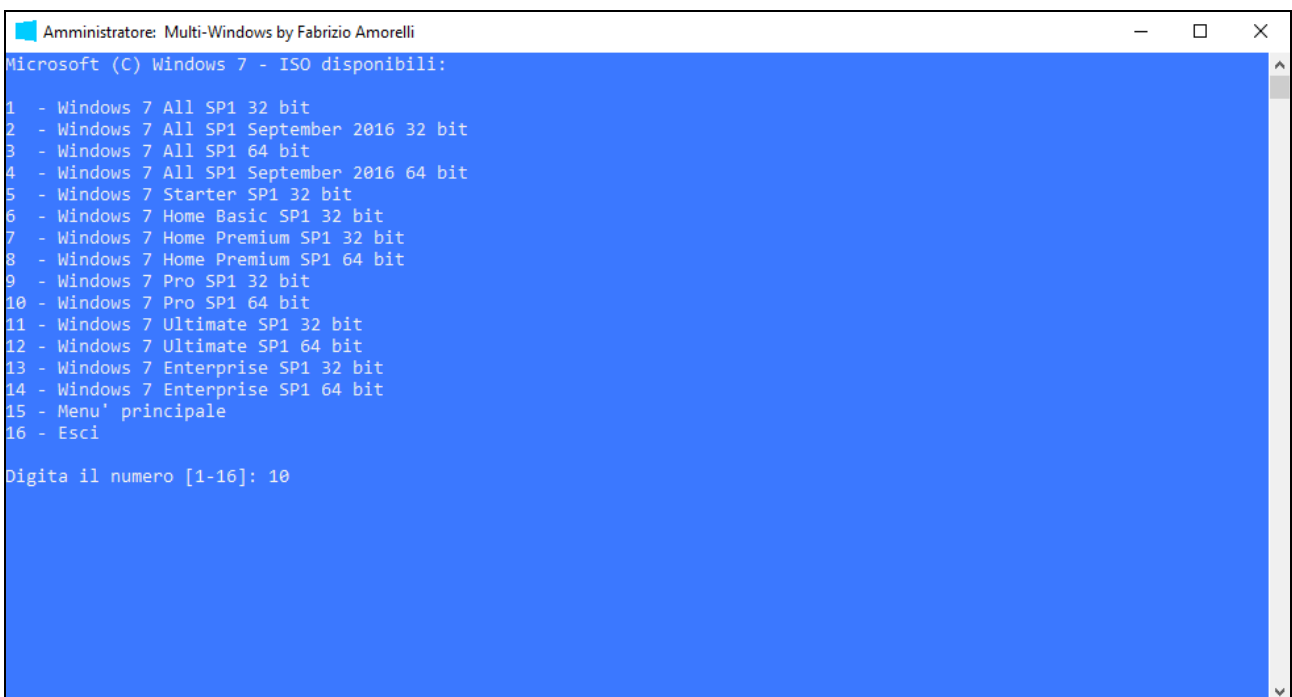 Amministratore: Multi-Windows by Fabrizio Amorelli
Microsoft (C) Windows 7 - ISO disponibili:
1  - Windows 7 All SP1 32 bit
2  - Windows 7 All SP1 September 2016 32 bit
3  - Windows 7 All SP1 64 bit
4  - Windows 7 All SP1 September 2016 64 bit
5  - Windows 7 Starter SP1 32 bit
6  - Windows 7 Home Basic SP1 32 bit
7  - Windows 7 Home Premium SP1 32 bit
8  - Windows 7 Home Premium SP1 64 bit
9  - Windows 7 Pro SP1 32 bit
10 - Windows 7 Pro SP1 64 bit
11 - Windows 7 Ultimate SP1 32 bit
12 - Windows 7 Ultimate SP1 64 bit
13 - Windows 7 Enterprise SP1 32 bit
14 - Windows 7 Enterprise SP1 64 bit
15 - Menu' principale
16 - Esci
Digita il numero [1-16]: 10